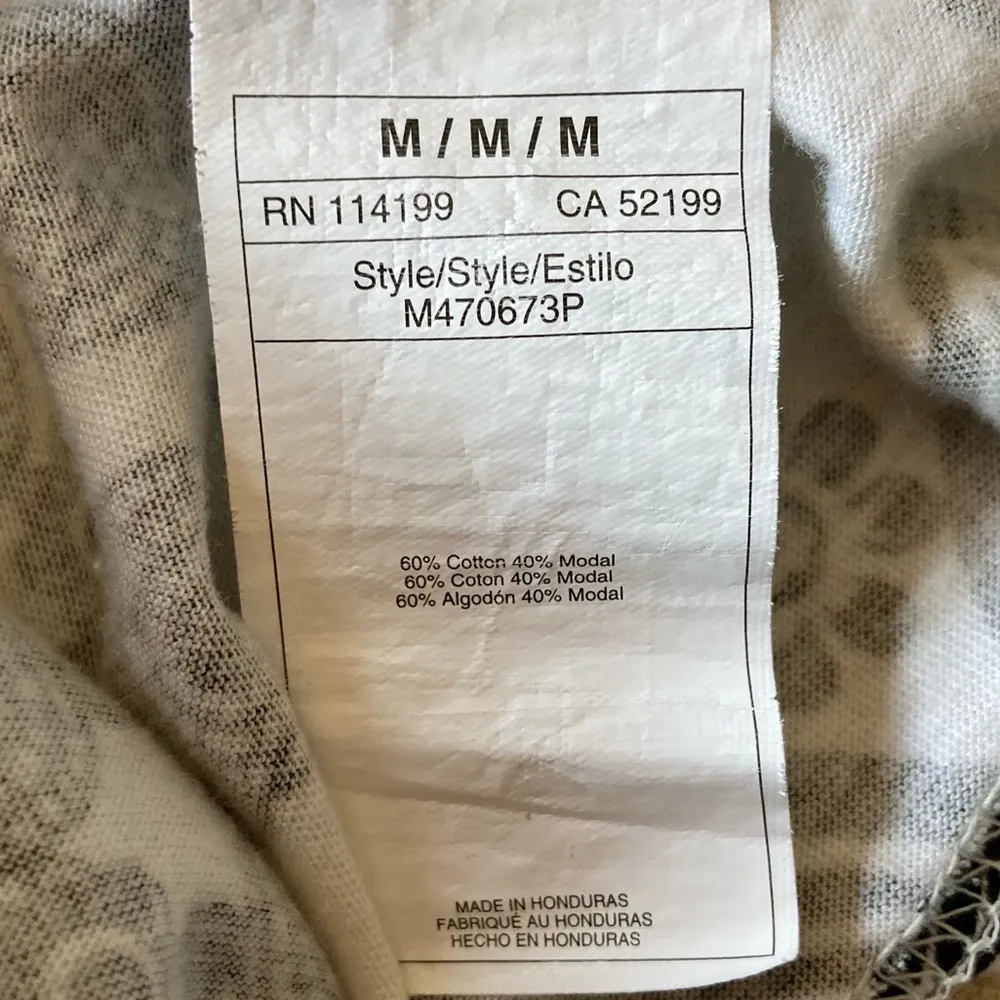 M / M / M
RN 114199 CA 52199
Style/Style/Estilo
M470673P
60% Cotton 40% Modal
60% Coton 40% Modal
60% Algodón 40% Modal
MADE IN HONDURAS
FABRIQUÉ AU HONDURAS
HECHO EN HONDURAS